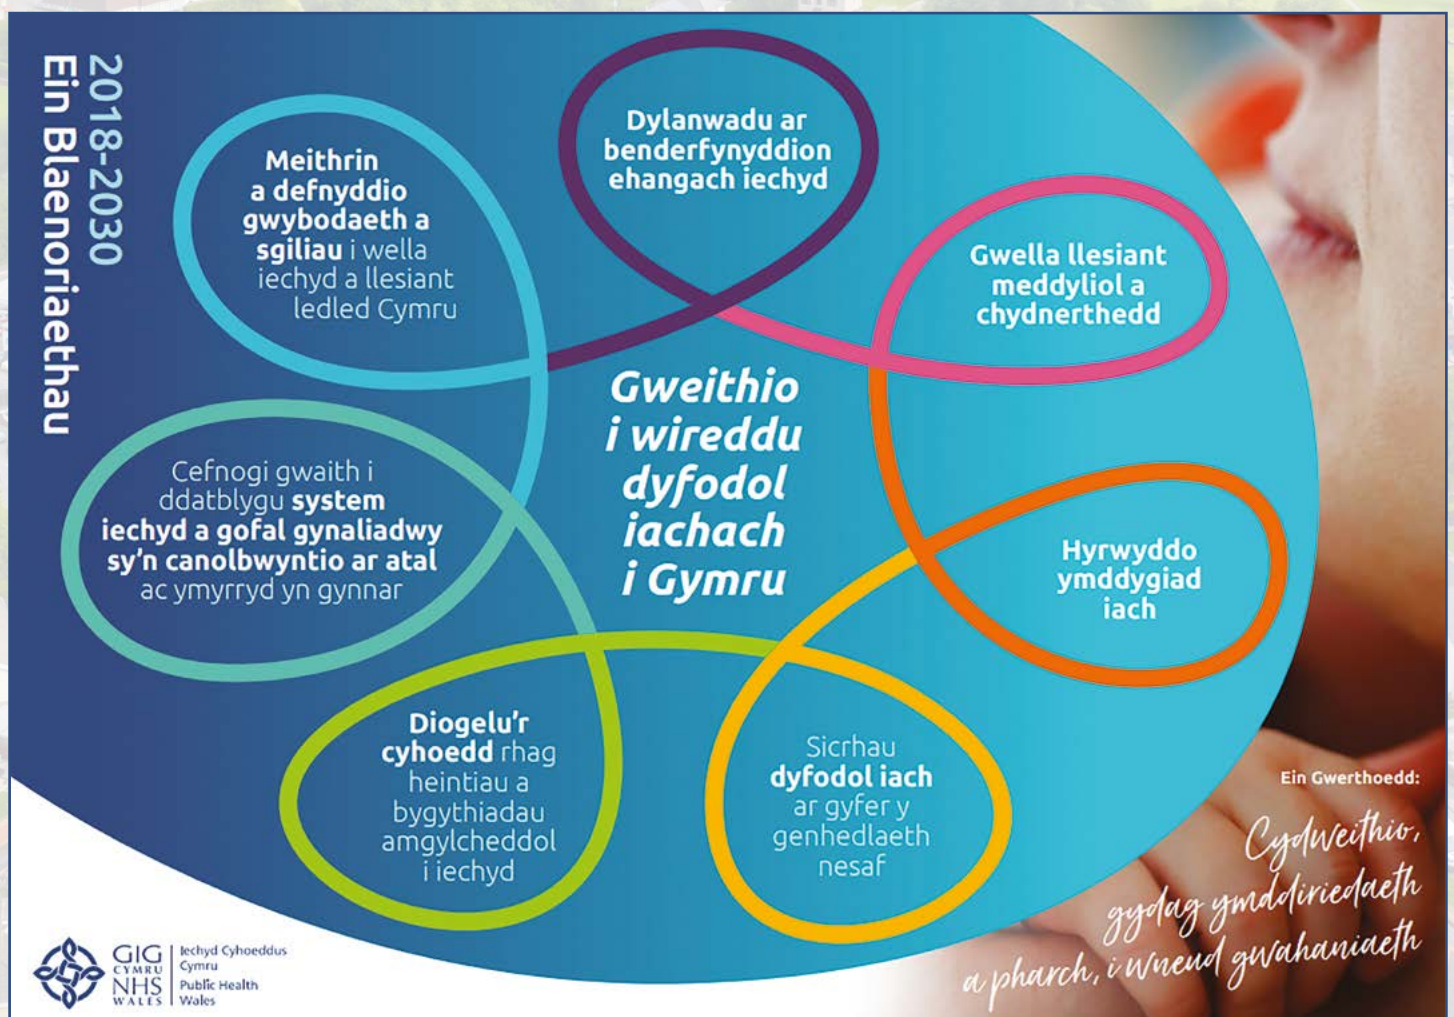 2018-2030
Ein Blaenoriaethau
Meithrin
a defnyddio
gwybodaeth a
sgiliau i wella
iechyd a llesiant
ledled Cymru
Dylanwadu ar
benderfynyddion
ehangach iechyd
Gwella llesiant
meddyliol a
chydnerthedd
Gweithio
i wireddu
dyfodol
iachach
i Gymru
Cefnogi gwaith i
ddatblygu system
iechyd a gofal gynaliadwy
sy'n canolbwyntio ar atal
ac ymyrryd yn gynnar
Hyrwyddo
ymddygiad
iach
Diogelu'r
cyhoedd rhag
heintiau a
bygythiadau
amgylcheddol
i iechyd
Sicrhau
dyfodol iach
ar gyfer y
genhedlaeth
nesaf
Ein Gwerthoedd:
Cydweithio,
gydag ymddiriedaeth
a pharch, i wneud gwahaniaeth
GIG
CYMRU
NHS
WALES
Iechyd Cyhoeddus
Cymru
Public Health
Wales